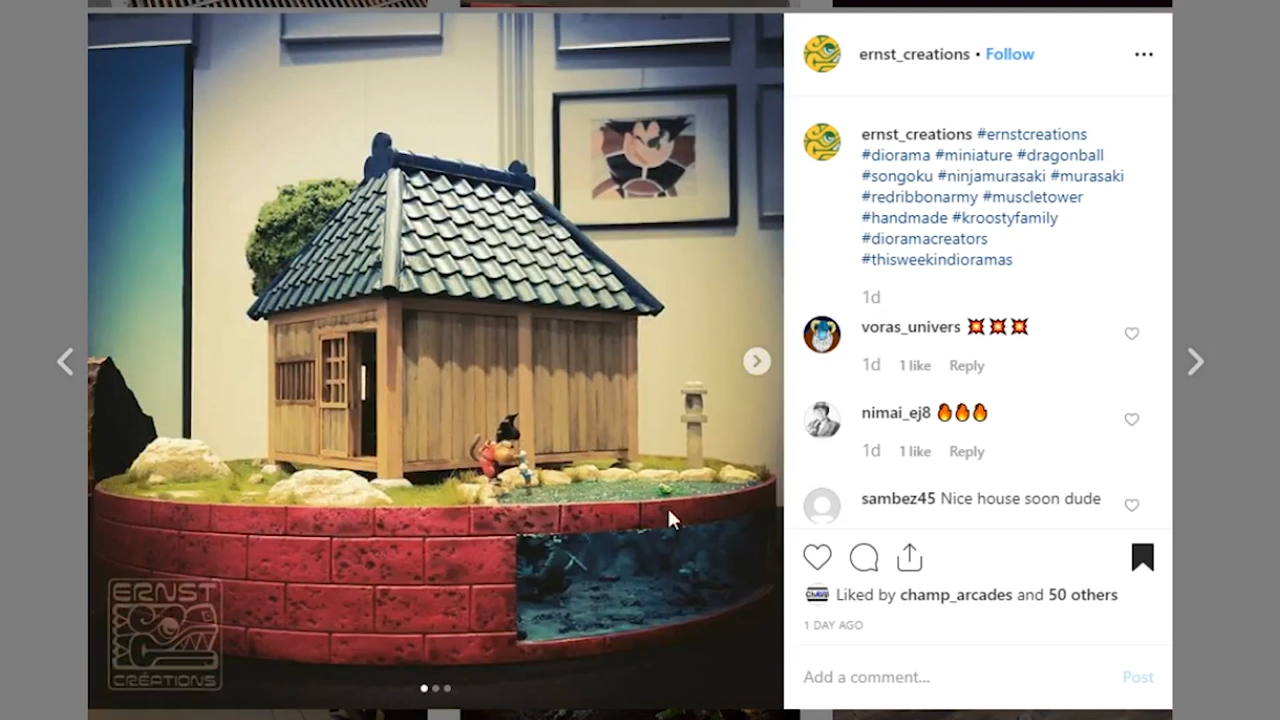 ernst_creations • Follow
ernst_creations #ernstcreations
#diorama #miniature #dragonball
#songoku #ninjamurasaki #murasaki
#redribbonarmy #muscletower
#handmade #kroostyfamily
#dioramacreators
#thisweekindioramas
1d
voras_univers 💥💥💥
1d 1 like Reply
nimai_ej8 🔥🔥🔥
1d 1 like Reply
sambez45 Nice house soon dude
Liked by champ_arcades and 50 others
1 DAY AGO
Add a comment... Post
ERNST
CRÉATIONS